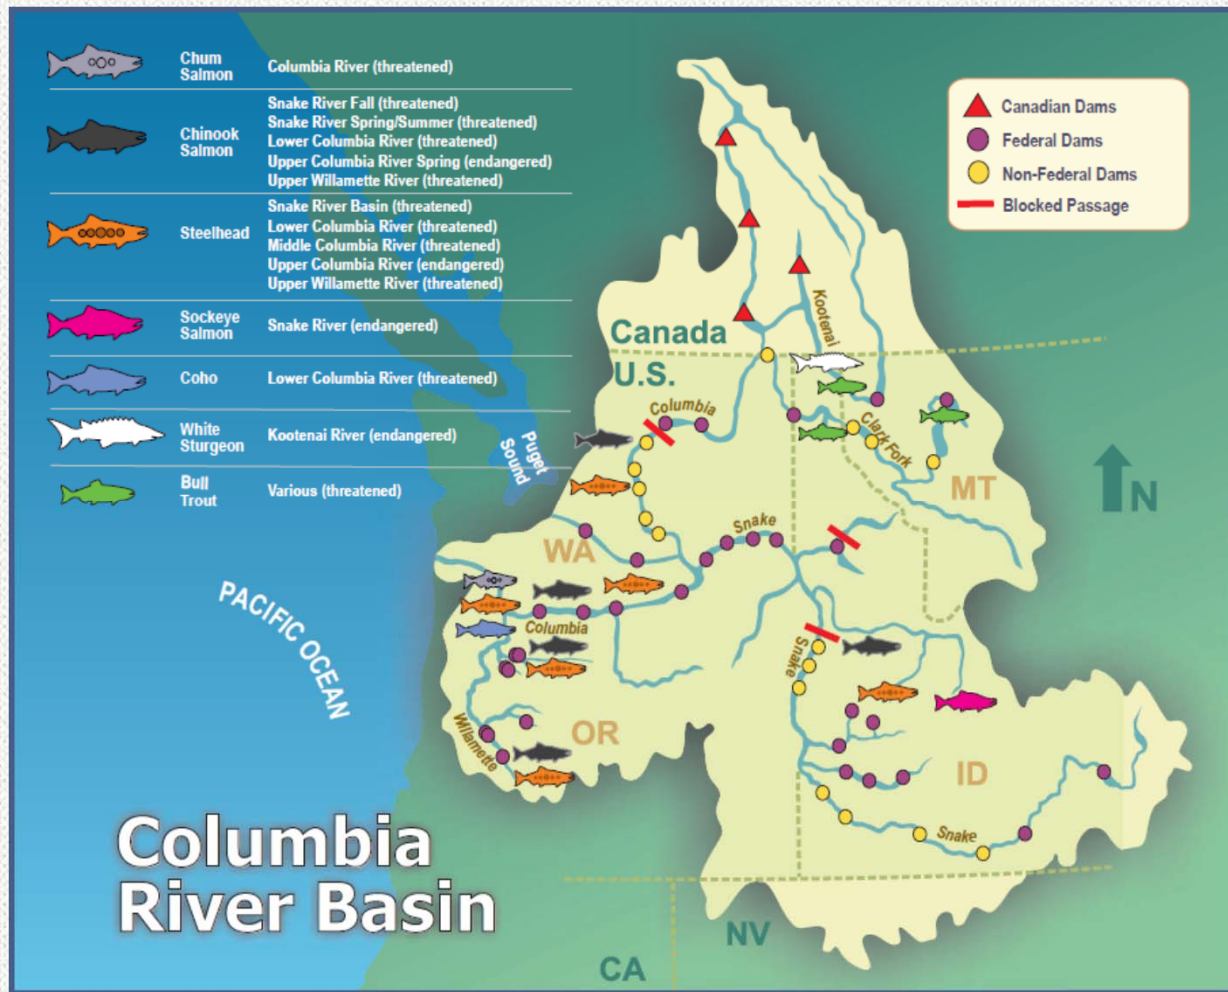 Chum
Salmon
Columbia River (threatened)
Chinook
Salmon
Snake River Fall (threatened)
Snake River Spring/Summer (threatened)
Lower Columbia River (threatened)
Upper Columbia River Spring (endangered)
Upper Willamette River (threatened)
Steelhead
Snake River Basin (threatened)
Lower Columbia River (threatened)
Middle Columbia River (threatened)
Upper Columbia River (endangered)
Upper Willamette River (threatened)
Sockeye
Salmon
Snake River (endangered)
Coho
Lower Columbia River (threatened)
White
Sturgeon
Kootenai River (endangered)
Bull
Trout
Various (threatened)
Canadian Dams
Federal Dams
Non-Federal Dams
Blocked Passage
Kootenai
Canada
U.S.
Columbia
Clark Fork
Puget
Sound
MT
N
Snake
WA
PACIFIC OCEAN
Columbia
Snake
Willamette
OR
ID
Snake
Columbia
River Basin
NV
CA